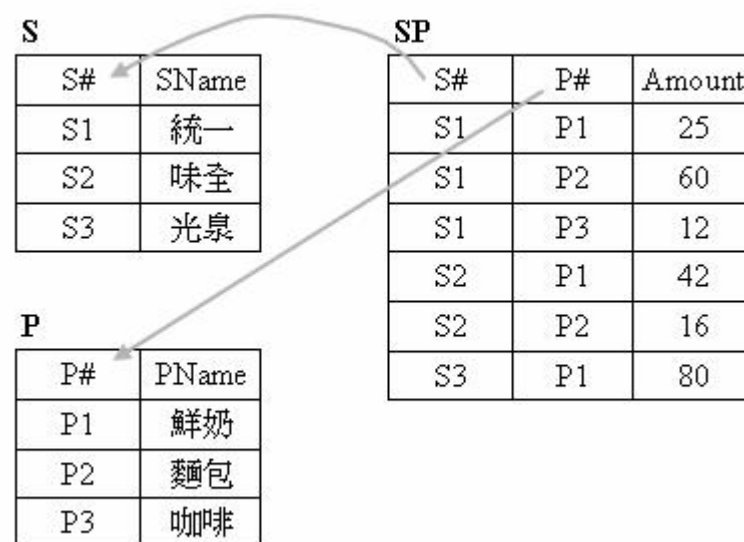 S
S# SName
S1 統一
S2 味全
S3 光泉
P
P# PName
P1 鮮奶
P2 麵包
P3 咖啡
SP
S# P# Amount
S1 P1 25
S1 P2 60
S1 P3 12
S2 P1 42
S2 P2 16
S3 P1 80